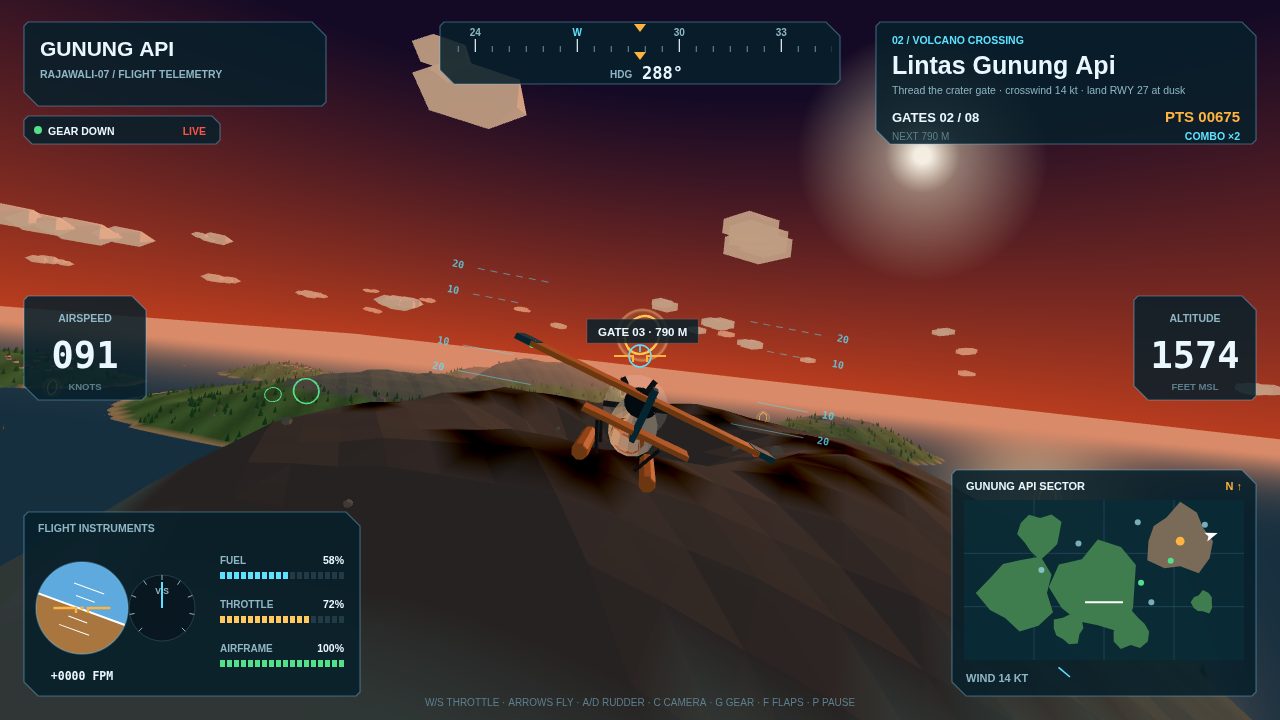 GUNUNG API
RAJAWALI-07 / FLIGHT TELEMETRY
GEAR DOWN LIVE
24 W 30 33
HDG 288°
02 / VOLCANO CROSSING
Lintas Gunung Api
Thread the crater gate · crosswind 14 kt · land RWY 27 at dusk
GATES 02 / 08 PTS 00675
NEXT 790 M COMBO ×2
20
10
10
20
20
10
10
20
GATE 03 · 790 M
AIRSPEED
091
KNOTS
ALTITUDE
1574
FEET MSL
FLIGHT INSTRUMENTS
V/S
+0000 FPM
FUEL 58%
THROTTLE 72%
AIRFRAME 100%
GUNUNG API SECTOR N ↑
WIND 14 KT
W/S THROTTLE · ARROWS FLY · A/D RUDDER · C CAMERA · G GEAR · F FLAPS · P PAUSE